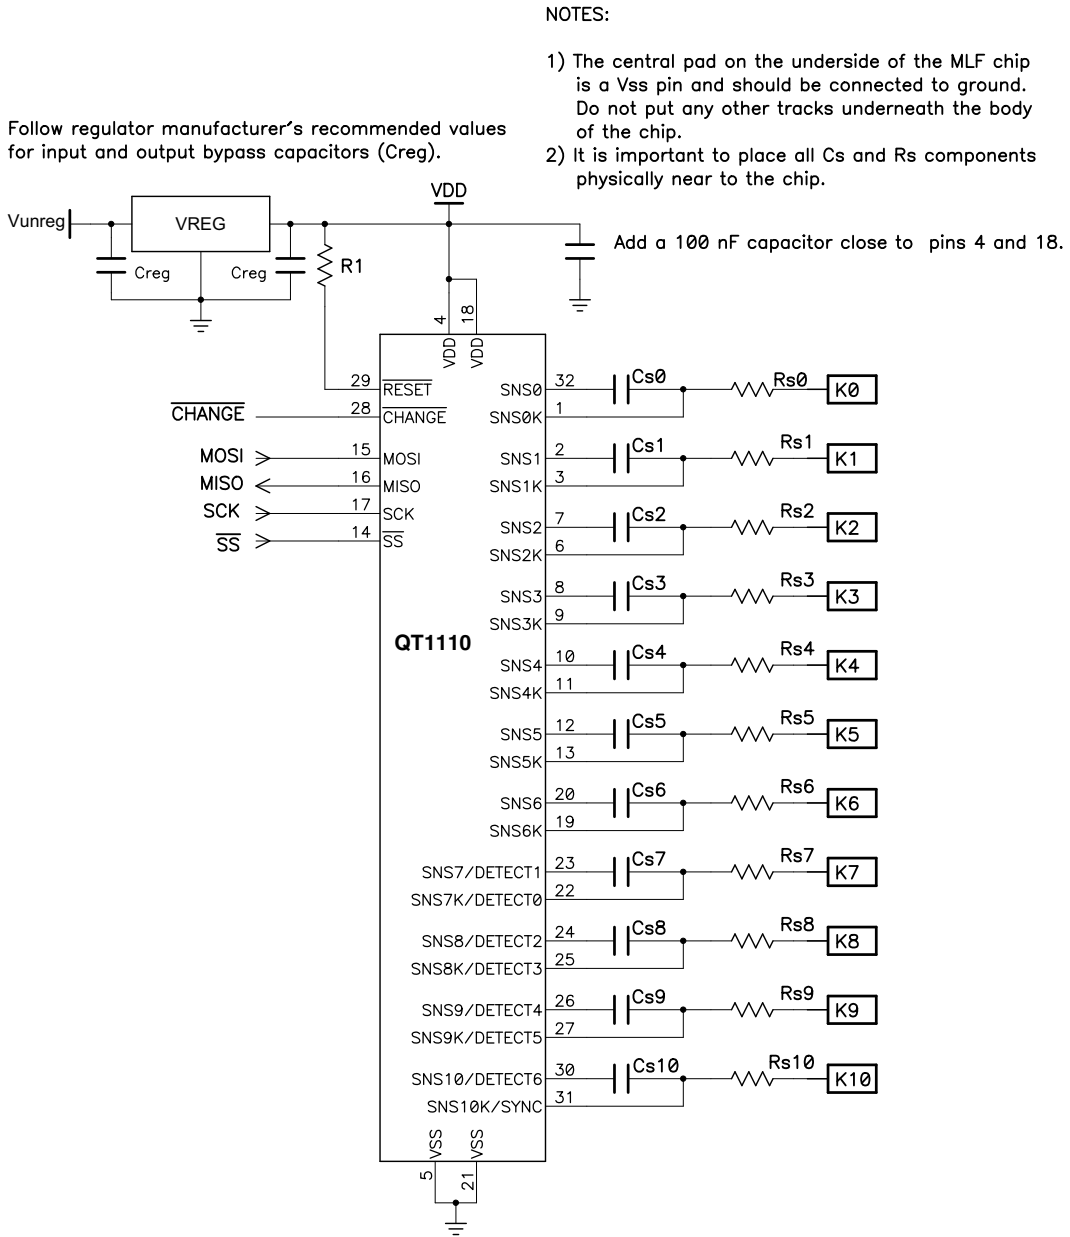 NOTES:
1) The central pad on the underside of the MLF chip
is a Vss pin and should be connected to ground.
Do not put any other tracks underneath the body
of the chip.
2) It is important to place all Cs and Rs components
physically near to the chip.
Follow regulator manufacturer's recommended values
for input and output bypass capacitors (Creg).
VDD
Vunreg
VREG
Add a 100 nF capacitor close to pins 4 and 18.
Creg
Creg
R1
4
18
VDD
VDD
29
RESET
CHANGE
28
CHANGE
MOSI
15
MOSI
MISO
16
MISO
SCK
17
SCK
SS
14
SS
QT1110
SNS0
32
Cs0
Rs0
K0
SNS0K
1
SNS1
2
Cs1
Rs1
K1
SNS1K
3
SNS2
7
Cs2
Rs2
K2
SNS2K
6
SNS3
8
Cs3
Rs3
K3
SNS3K
9
SNS4
10
Cs4
Rs4
K4
SNS4K
11
SNS5
12
Cs5
Rs5
K5
SNS5K
13
SNS6
20
Cs6
Rs6
K6
SNS6K
19
SNS7/DETECT1
23
Cs7
Rs7
K7
SNS7K/DETECT0
22
SNS8/DETECT2
24
Cs8
Rs8
K8
SNS8K/DETECT3
25
SNS9/DETECT4
26
Cs9
Rs9
K9
SNS9K/DETECT5
27
SNS10/DETECT6
30
Cs10
Rs10
K10
SNS10K/SYNC
31
VSS
VSS
5
21